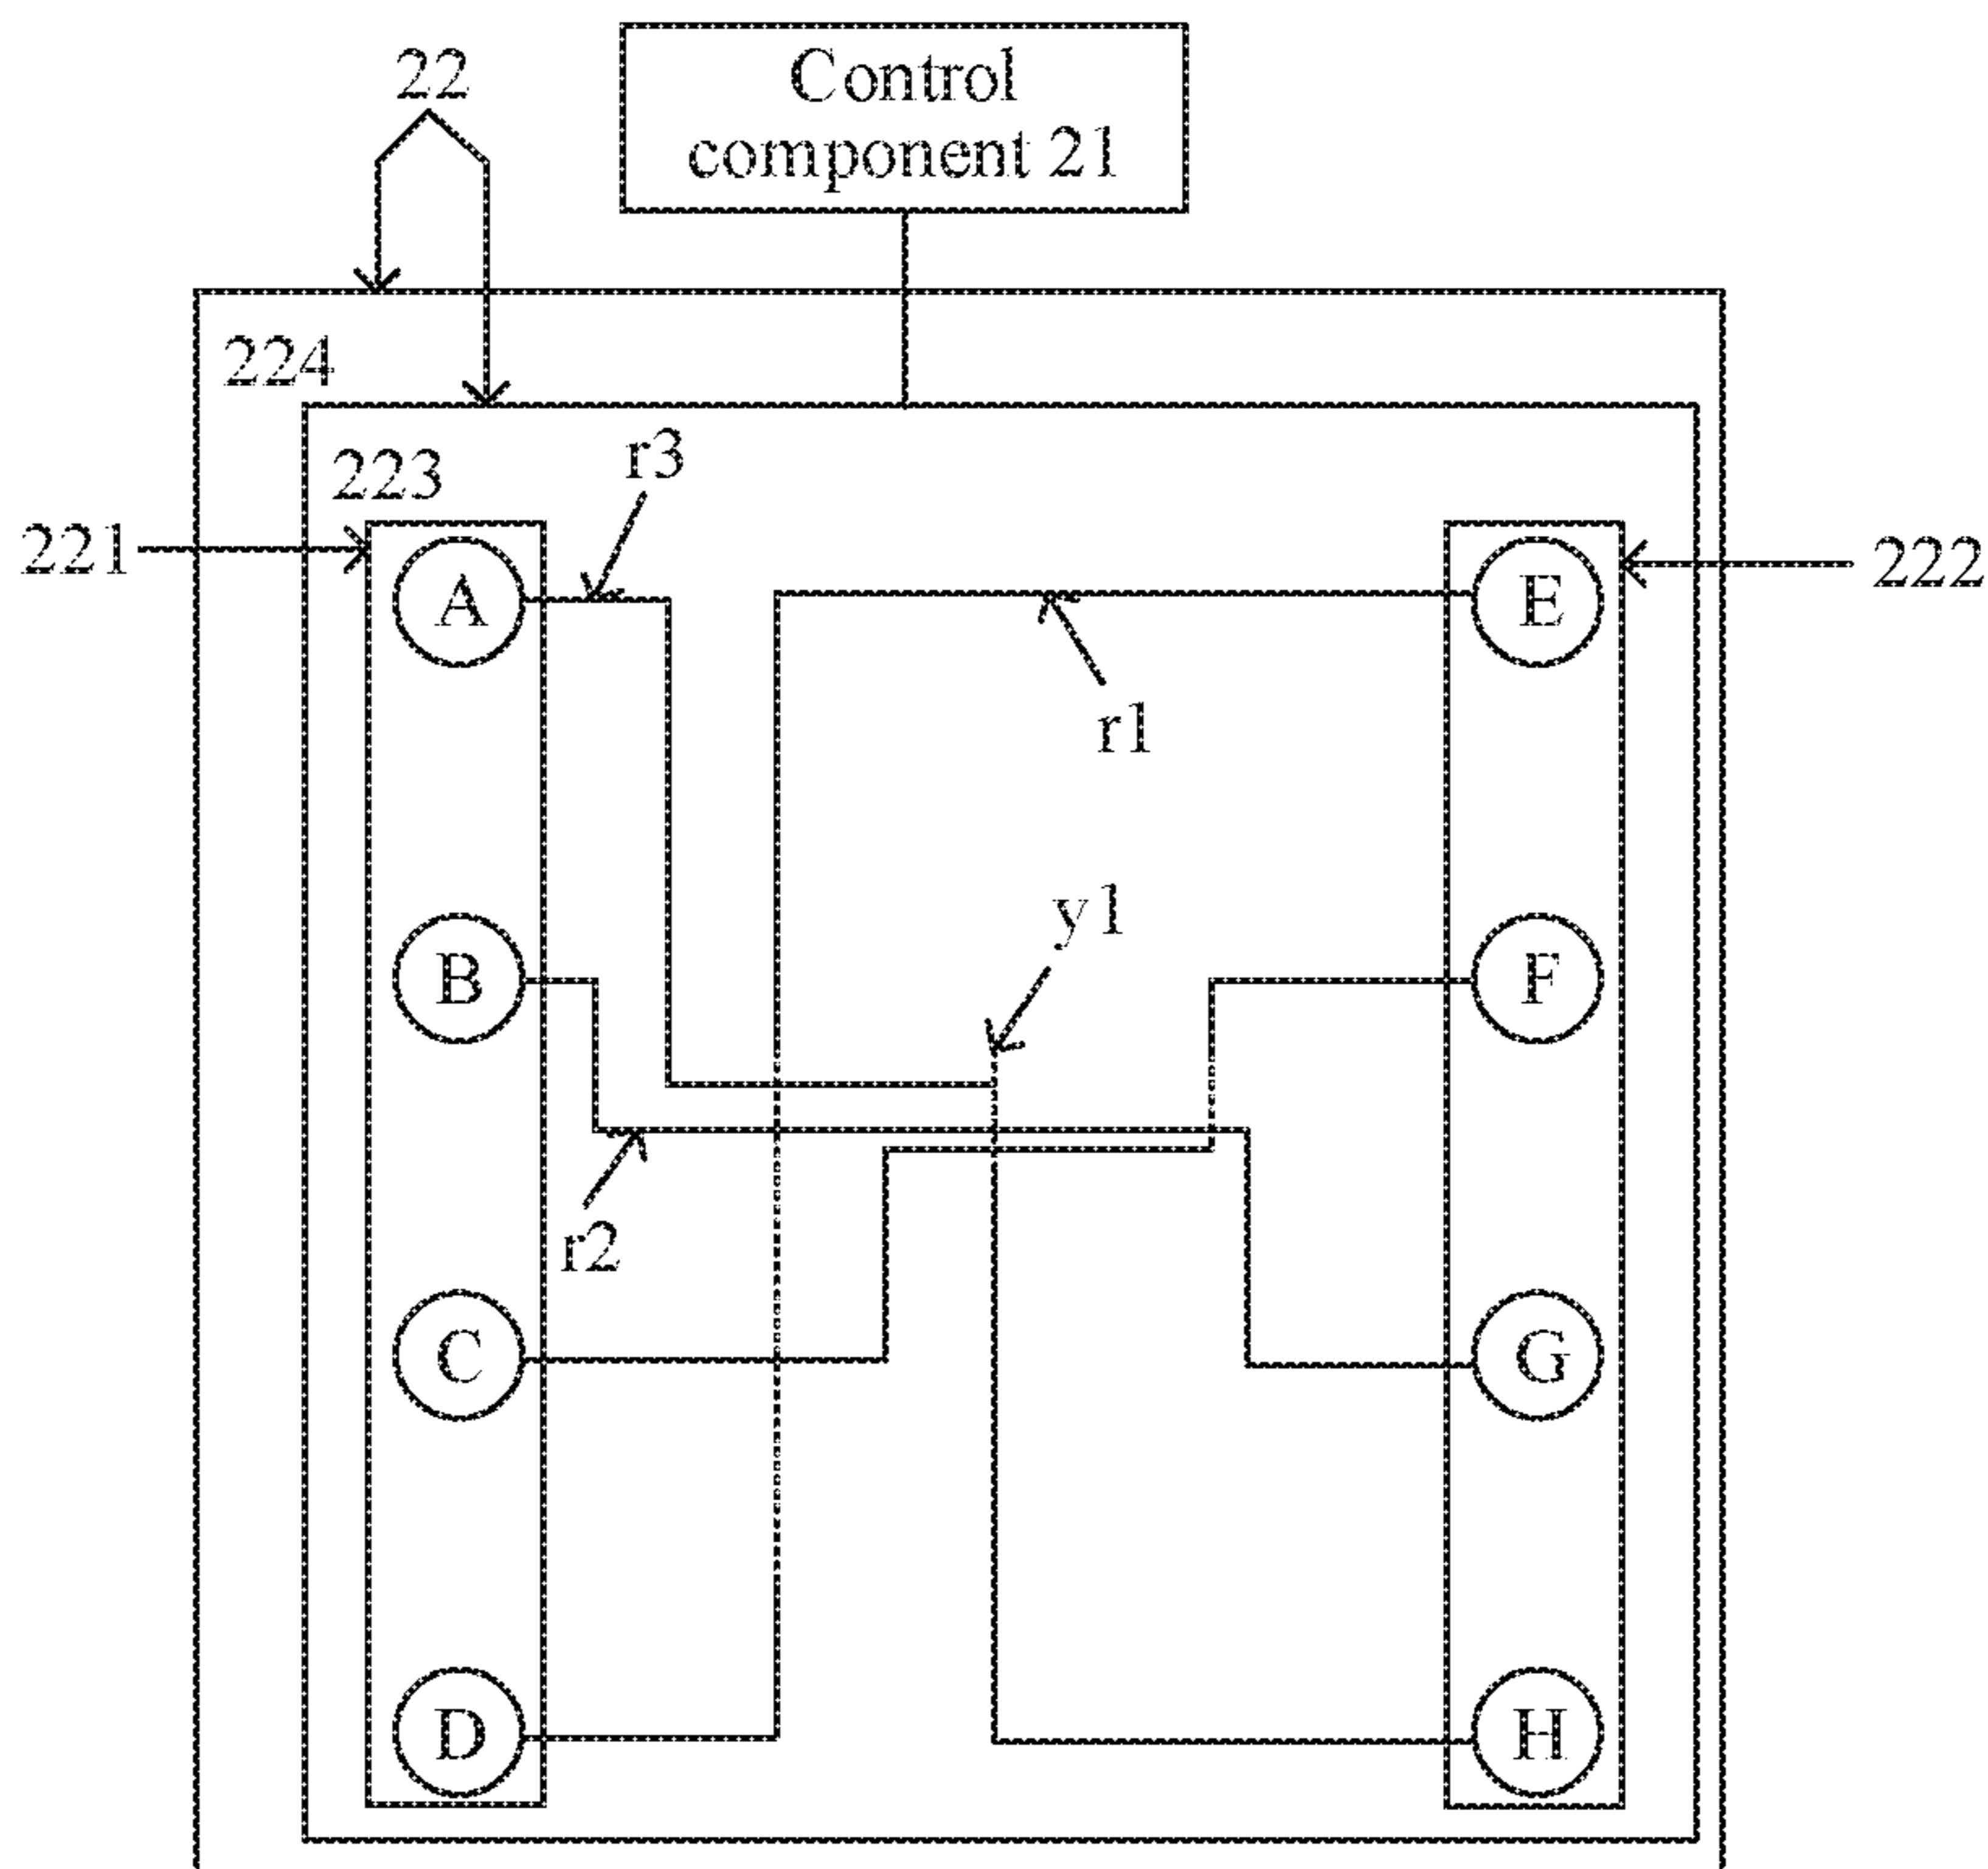 22
Control
component 21
224
r3
223
221
222
A
E
r1
y1
B
F
r2
C
G
D
H